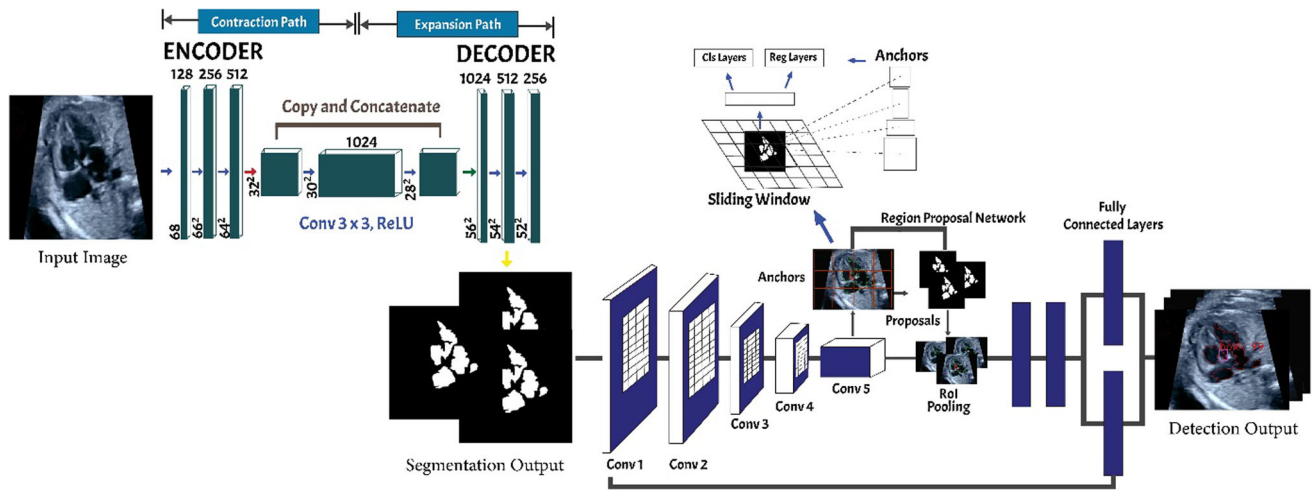 Contraction Path
Expansion Path
ENCODER
DECODER
128 256 512
1024 512 256
Copy and Concatenate
1024
68
66²
64²
32²
30²
28²
56²
54²
52²
Conv 3 x 3, ReLU
Input Image
Cls Layers
Reg Layers
Anchors
Sliding Window
Region Proposal Network
Fully
Connected Layers
Anchors
Proposals
RoI
Pooling
Conv 1
Conv 2
Conv 3
Conv 4
Conv 5
Segmentation Output
Detection Output